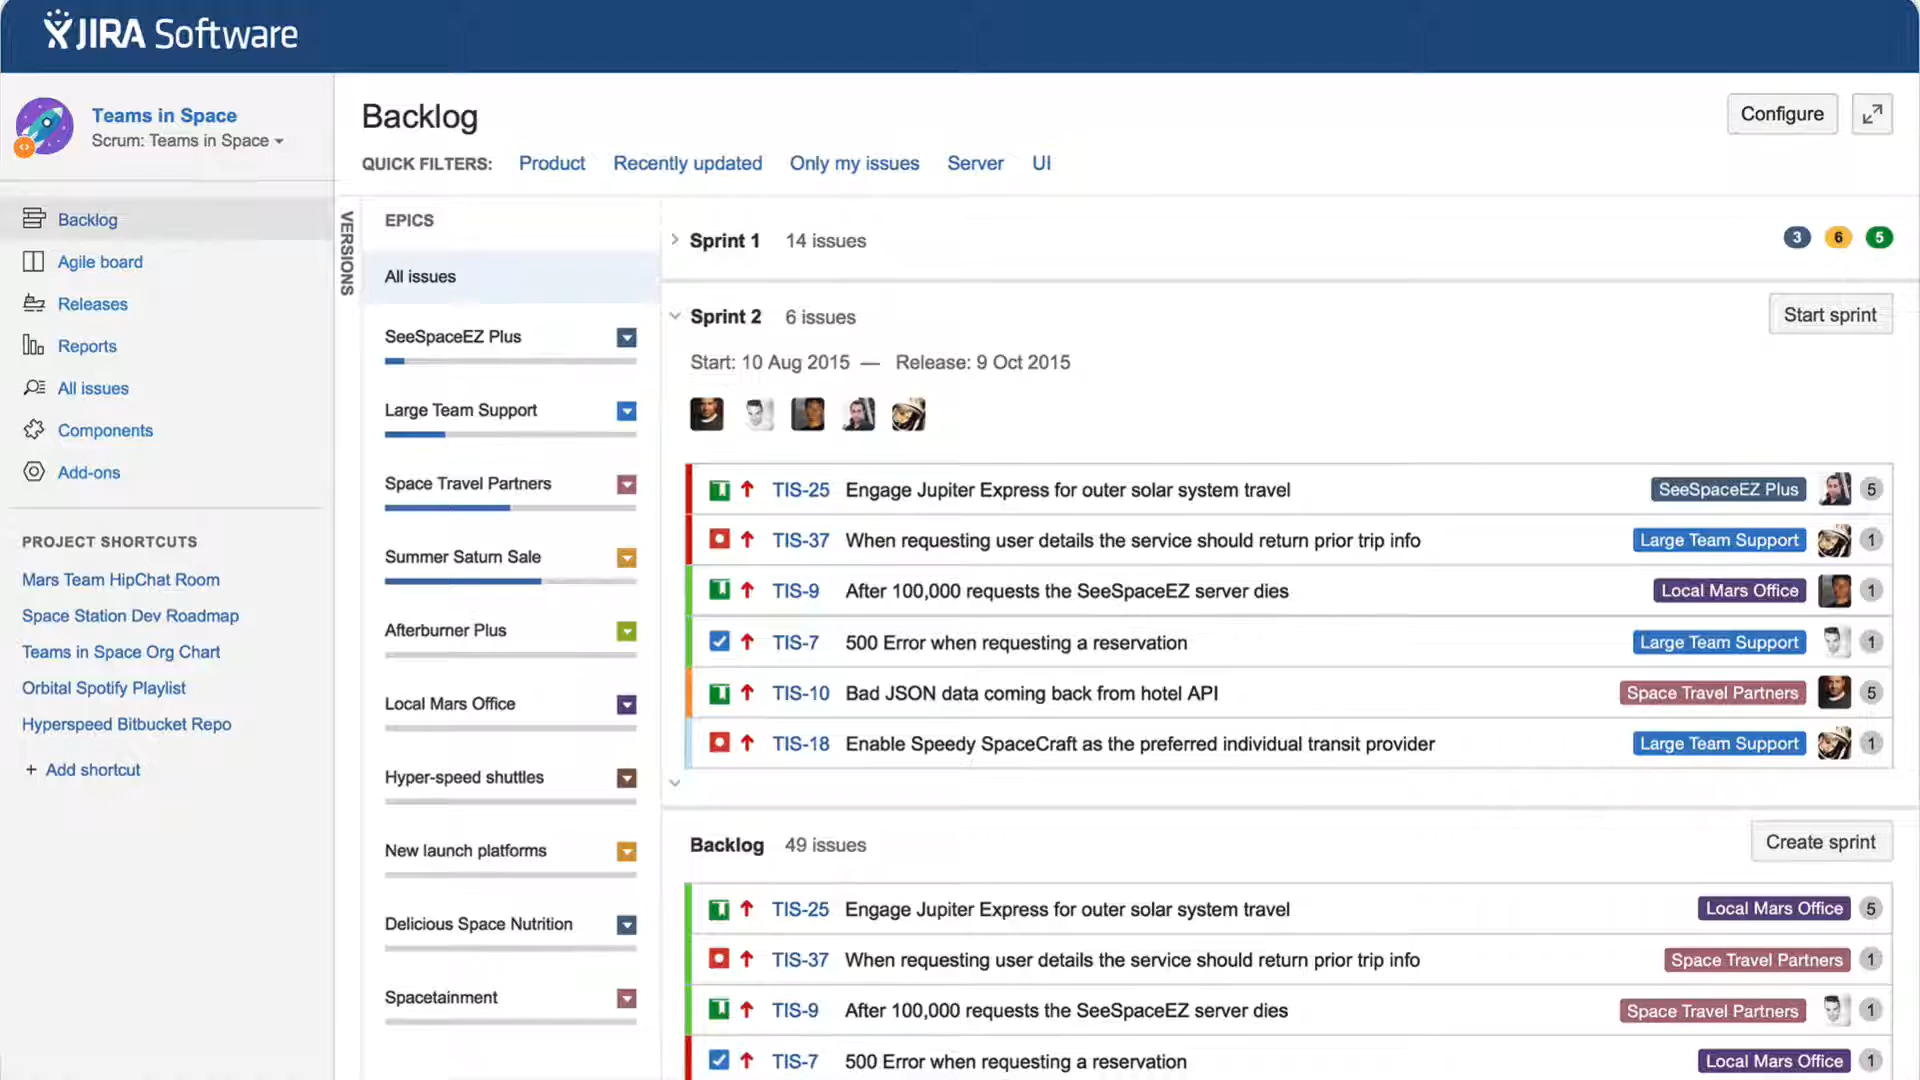 JIRA Software
Teams in Space
Scrum: Teams in Space
Backlog
Agile board
Releases
Reports
All issues
Components
Add-ons
PROJECT SHORTCUTS
Mars Team HipChat Room
Space Station Dev Roadmap
Teams in Space Org Chart
Orbital Spotify Playlist
Hyperspeed Bitbucket Repo
+ Add shortcut
Backlog
Configure
QUICK FILTERS: Product Recently updated Only my issues Server UI
VERSIONS
EPICS
All issues
SeeSpaceEZ Plus
Large Team Support
Space Travel Partners
Summer Saturn Sale
Afterburner Plus
Local Mars Office
Hyper-speed shuttles
New launch platforms
Delicious Space Nutrition
Spacetainment
Sprint 1 14 issues 3 6 5
Sprint 2 6 issues Start sprint
Start: 10 Aug 2015 — Release: 9 Oct 2015
TIS-25 Engage Jupiter Express for outer solar system travel SeeSpaceEZ Plus 5
TIS-37 When requesting user details the service should return prior trip info Large Team Support 1
TIS-9 After 100,000 requests the SeeSpaceEZ server dies Local Mars Office 1
TIS-7 500 Error when requesting a reservation Large Team Support 1
TIS-10 Bad JSON data coming back from hotel API Space Travel Partners 5
TIS-18 Enable Speedy SpaceCraft as the preferred individual transit provider Large Team Support 1
Backlog 49 issues Create sprint
TIS-25 Engage Jupiter Express for outer solar system travel Local Mars Office 5
TIS-37 When requesting user details the service should return prior trip info Space Travel Partners 1
TIS-9 After 100,000 requests the SeeSpaceEZ server dies Space Travel Partners 1
TIS-7 500 Error when requesting a reservation Local Mars Office 1